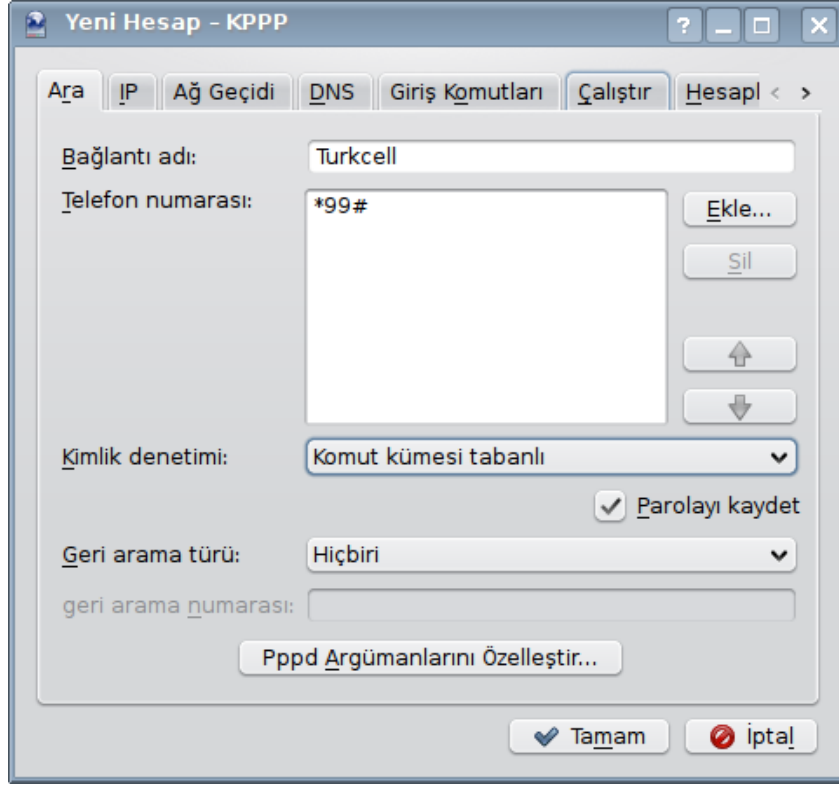 Yeni Hesap – KPPP
Ara IP Ağ Geçidi DNS Giriş Komutları Çalıştır Hesapl
Bağlantı adı: Turkcell
Telefon numarası: *99# Ekle...
Sil
Kimlik denetimi: Komut kümesi tabanlı
Parolayı kaydet
Geri arama türü: Hiçbiri
geri arama numarası:
Pppd Argümanlarını Özelleştir...
Tamam İptal